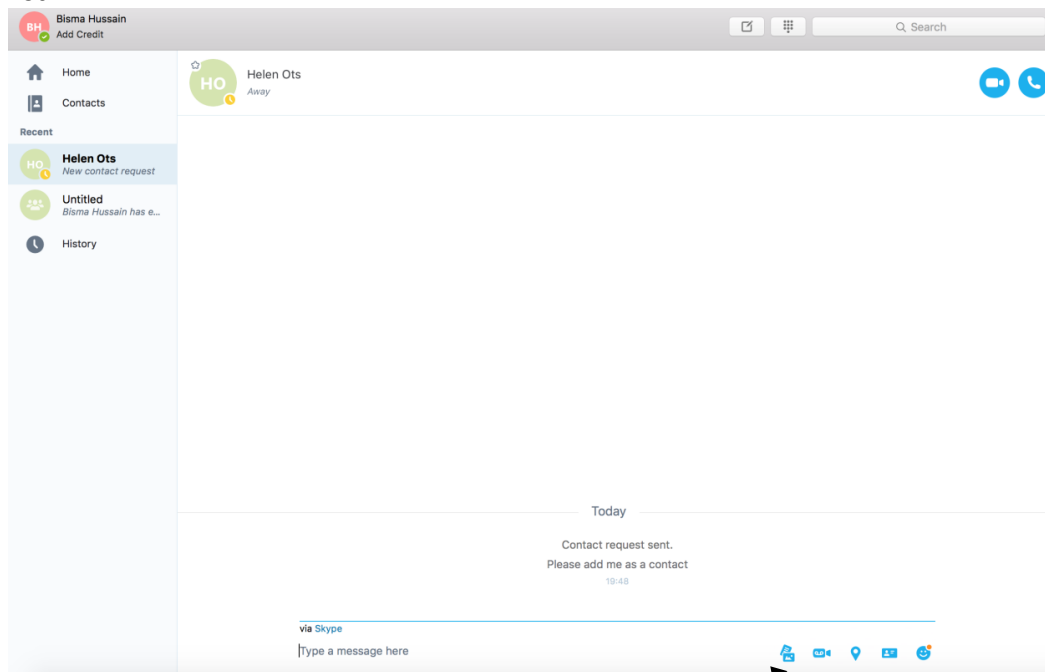 BH
Bisma Hussain
Add Credit
Search
Home
Contacts
Recent
HO
Helen Ots
New contact request
Untitled
Bisma Hussain has e...
History
HO
Helen Ots
Away
Today
Contact request sent.
Please add me as a contact
19:48
via Skype
Type a message here